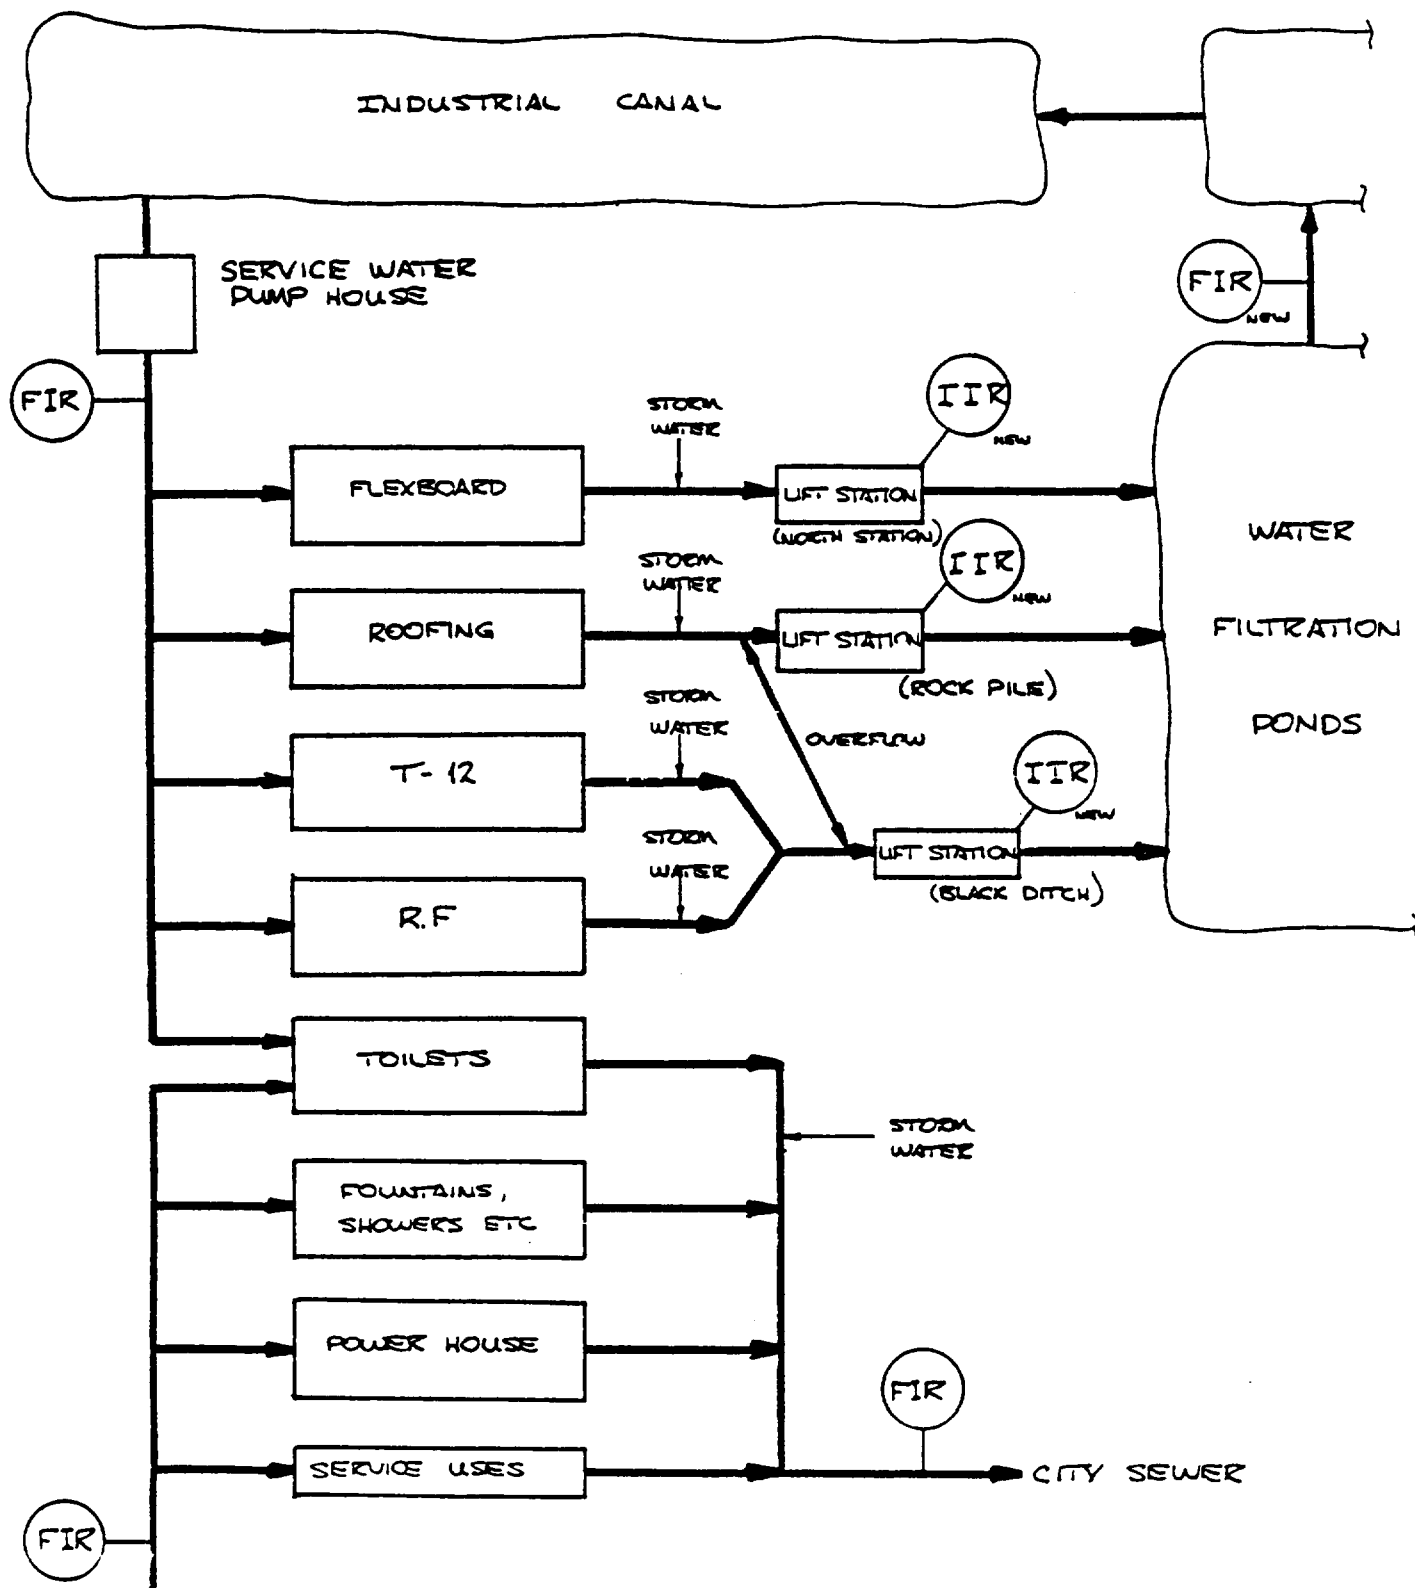 INDUSTRIAL CANAL
SERVICE WATER
PUMP HOUSE
FIR
NEW
FIR
STORM
WATER
IIR
NEW
FLEXBOARD
LIFT STATION
(NORTH STATION)
WATER
FILTRATION
PONDS
STORM
WATER
IIR
NEW
ROOFING
LIFT STATION
(ROCK PILE)
STORM
WATER
OVERFLOW
T-12
IIR
NEW
STORM
WATER
LIFT STATION
(BLACK DITCH)
R.F
TOILETS
STORM
WATER
FOUNTAINS,
SHOWERS ETC
POWER HOUSE
FIR
SERVICE USES
CITY SEWER
FIR